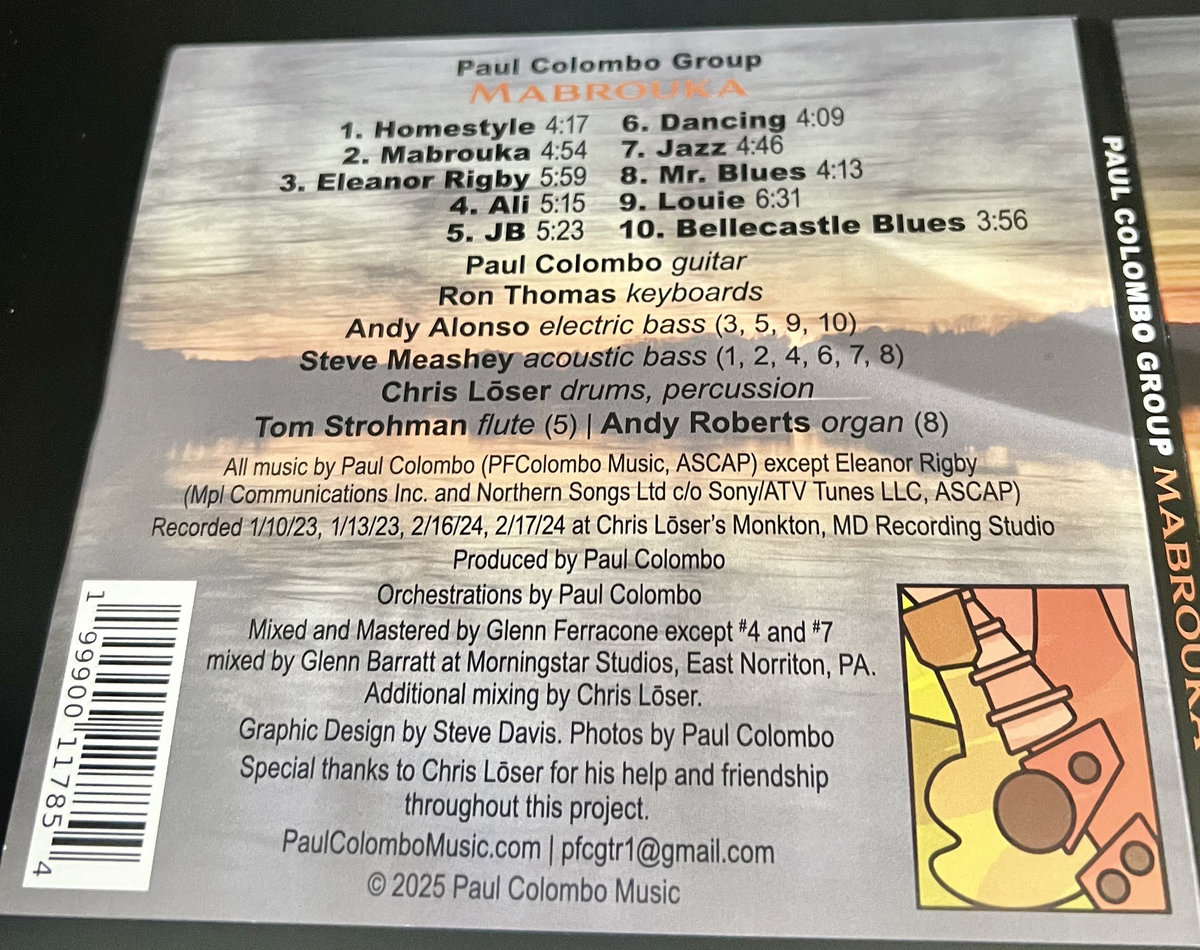 Paul Colombo Group
MABROUKA
1. Homestyle 4:17
2. Mabrouka 4:54
3. Eleanor Rigby 5:59
4. Ali 5:15
5. JB 5:23
6. Dancing 4:09
7. Jazz 4:46
8. Mr. Blues 4:13
9. Louie 6:31
10. Bellecastle Blues 3:56
Paul Colombo guitar
Ron Thomas keyboards
Andy Alonso electric bass (3, 5, 9, 10)
Steve Meashey acoustic bass (1, 2, 4, 6, 7, 8)
Chris Lōser drums, percussion
Tom Strohman flute (5) | Andy Roberts organ (8)
All music by Paul Colombo (PFColombo Music, ASCAP) except Eleanor Rigby
(Mpl Communications Inc. and Northern Songs Ltd c/o Sony/ATV Tunes LLC, ASCAP)
Recorded 1/10/23, 1/13/23, 2/16/24, 2/17/24 at Chris Lōser's Monkton, MD Recording Studio
Produced by Paul Colombo
Orchestrations by Paul Colombo
Mixed and Mastered by Glenn Ferracone except #4 and #7
mixed by Glenn Barratt at Morningstar Studios, East Norriton, PA.
Additional mixing by Chris Lōser.
Graphic Design by Steve Davis. Photos by Paul Colombo
Special thanks to Chris Lōser for his help and friendship
throughout this project.
PaulColomboMusic.com | pfcgtr1@gmail.com
© 2025 Paul Colombo Music
1 99900 11785 4
PAUL COLOMBO GROUP MABROUKA